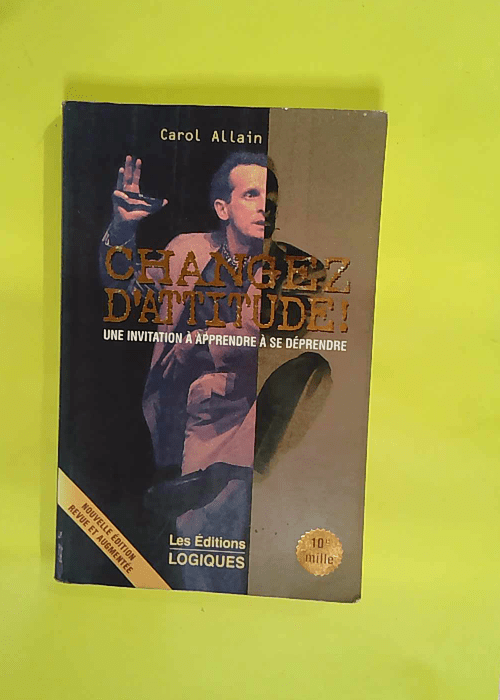 Carol Allain
CHANGEZ
D'ATTITUDE!
UNE INVITATION À APPRENDRE À SE DÉPRENDRE
NOUVELLE ÉDITION
REVUE ET AUGMENTÉE
Les Éditions
LOGIQUES
10e
mille